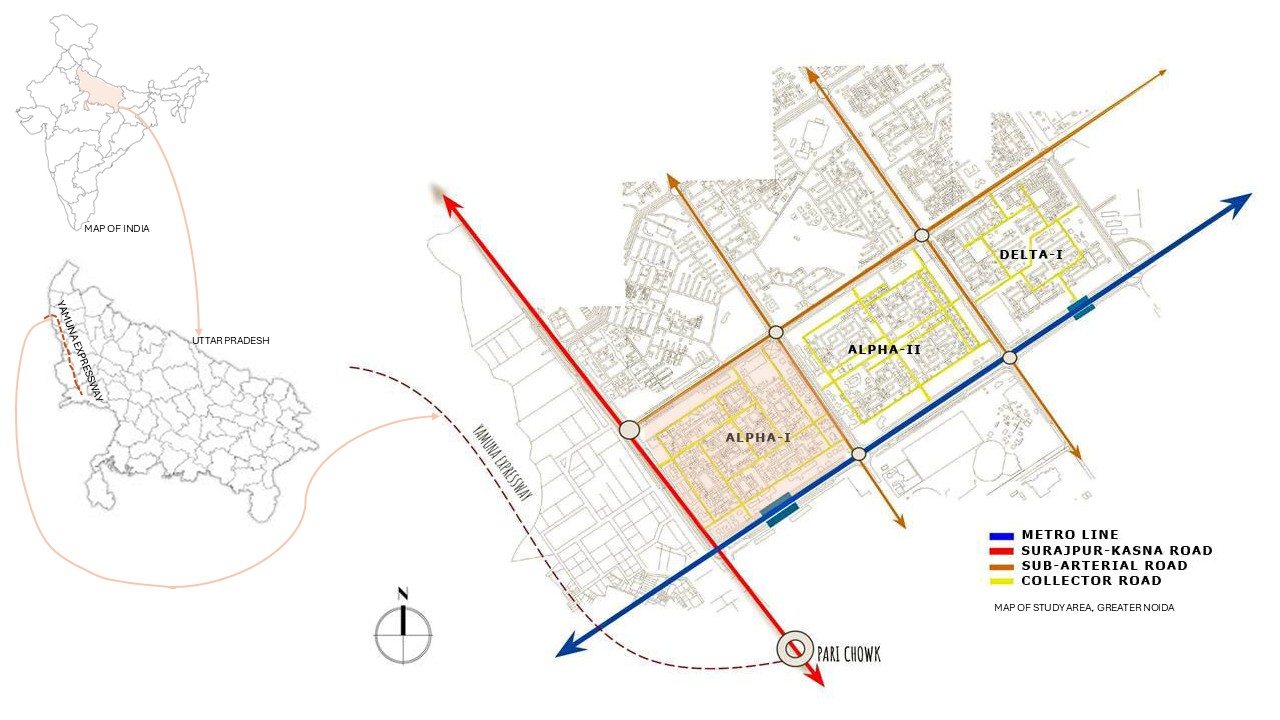 MAP OF INDIA
YAMUNA EXPRESSWAY
UTTAR PRADESH
DELTA-I
ALPHA-II
ALPHA-I
YAMUNA EXPRESSWAY
N
PARI CHOWK
METRO LINE
SURAJPUR-KASNA ROAD
SUB-ARTERIAL ROAD
COLLECTOR ROAD
MAP OF STUDY AREA, GREATER NOIDA